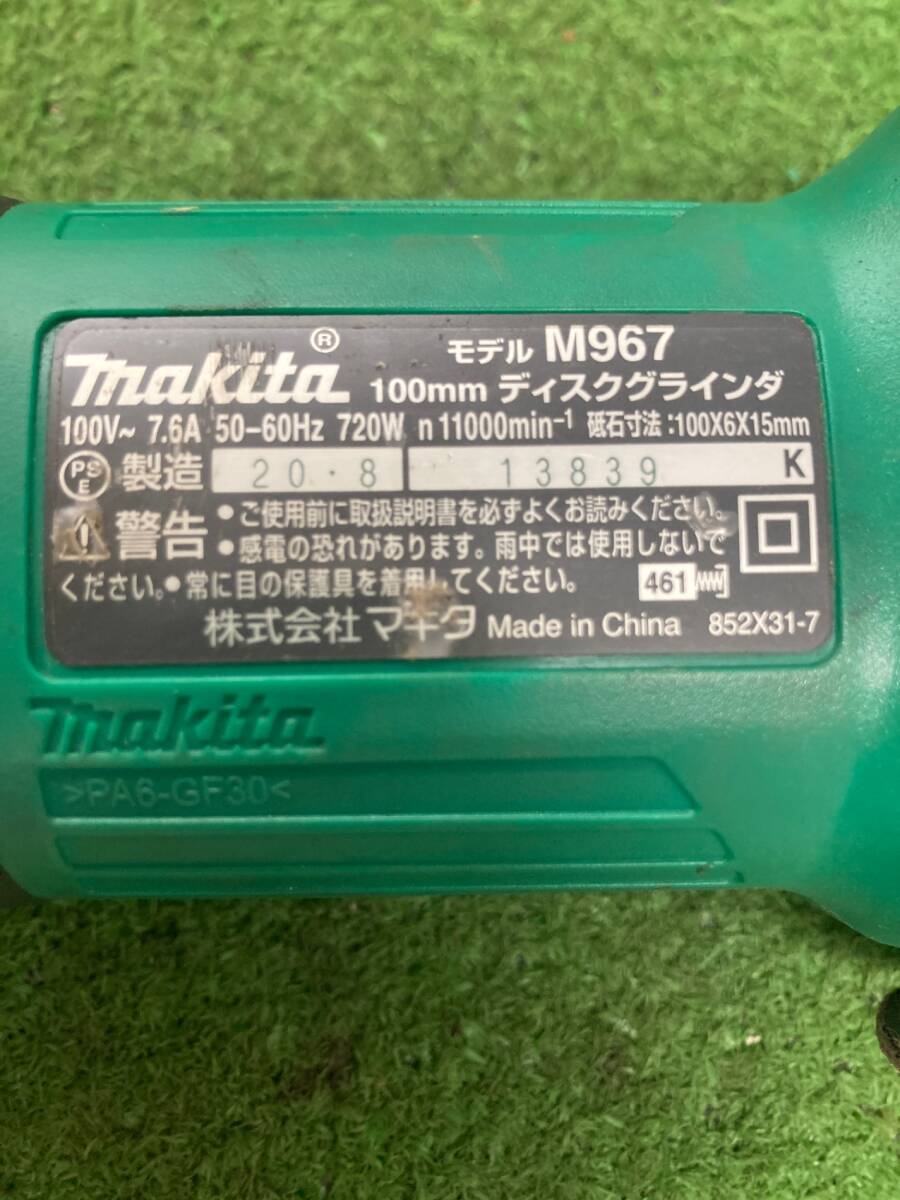 makita® モデル M967
100mm ディスクグラインダ
100V~ 7.6A 50-60Hz 720W n 11000min⁻¹ 砥石寸法:100X6X15mm
PSE 製造 20.8 13839 K
警告 •ご使用前に取扱説明書を必ずよくお読みください。
•感電の恐れがあります。雨中では使用しないで
ください。•常に目の保護具を着用してください。 461
株式会社 マキタ Made in China 852X31-7
makita
>PA6-GF30<